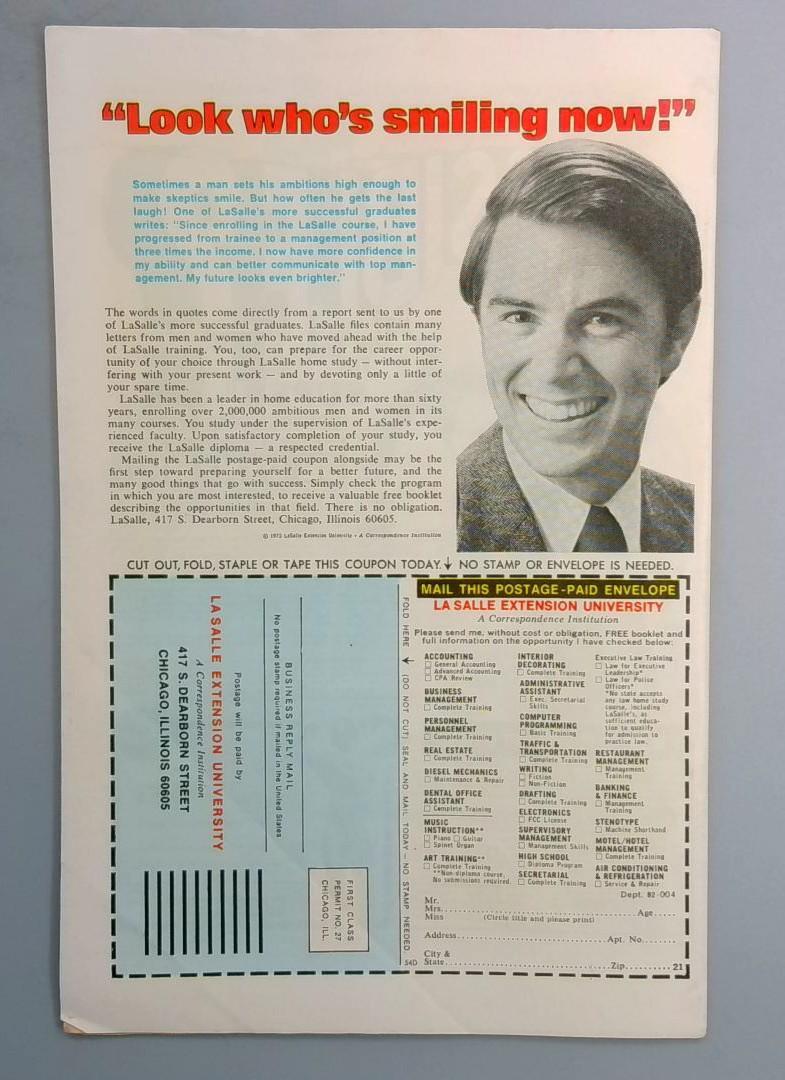 “Look who’s smiling now!”
Sometimes a man sets his ambitions high enough to
make skeptics smile. But how often he gets the last
laugh! One of LaSalle's more successful graduates
writes: "Since enrolling in the LaSalle course, I have
progressed from trainee to a management position at
three times the income. I now have more confidence in
my ability and can better communicate with top man-
agement. My future looks even brighter."
The words in quotes come directly from a report sent to us by one
of LaSalle's more successful graduates. LaSalle files contain many
letters from men and women who have moved ahead with the help
of LaSalle training. You, too, can prepare for the career oppor-
tunity of your choice through LaSalle home study — without inter-
fering with your present work — and by devoting only a little of
your spare time.
LaSalle has been a leader in home education for more than sixty
years, enrolling over 2,000,000 ambitious men and women in its
many courses. You study under the supervision of LaSalle's expe-
rienced faculty. Upon satisfactory completion of your study, you
receive the LaSalle diploma — a respected credential.
Mailing the LaSalle postage-paid coupon alongside may be the
first step toward preparing yourself for a better future, and the
many good things that go with success. Simply check the program
in which you are most interested, to receive a valuable free booklet
describing the opportunities in that field. There is no obligation.
LaSalle, 417 S. Dearborn Street, Chicago, Illinois 60605.
LaSalle Extension University • A Correspondence Institution
CUT OUT, FOLD, STAPLE OR TAPE THIS COUPON TODAY. ↓ NO STAMP OR ENVELOPE IS NEEDED.
BUSINESS REPLY MAIL
No postage stamp required if mailed in the United States
Postage will be paid by
LA SALLE EXTENSION UNIVERSITY
A Correspondence Institution
417 S. DEARBORN STREET
CHICAGO, ILLINOIS 60605
FIRST CLASS
PERMIT NO. 27
CHICAGO, ILL.
FOLD HERE (DO NOT CUT) SEAL AND MAIL TODAY — NO STAMP NEEDED
54D
MAIL THIS POSTAGE-PAID ENVELOPE
LA SALLE EXTENSION UNIVERSITY
A Correspondence Institution
Please send me, without cost or obligation, FREE booklet and
full information on the opportunity I have checked below:
ACCOUNTING
☐ General Accounting
☐ Advanced Accounting
☐ CPA Review
BUSINESS
MANAGEMENT
☐ Complete Training
PERSONNEL
MANAGEMENT
☐ Complete Training
REAL ESTATE
☐ Complete Training
DIESEL MECHANICS
☐ Maintenance & Repair
DENTAL OFFICE
ASSISTANT
☐ Complete Training
MUSIC
INSTRUCTION**
☐ Piano ☐ Guitar
☐ Spinet Organ
ART TRAINING**
☐ Complete Training
**Non-diploma course,
No submissions required.
INTERIOR
DECORATING
☐ Complete Training
ADMINISTRATIVE
ASSISTANT
☐ Exec. Secretarial
Skills
COMPUTER
PROGRAMMING
☐ Basic Training
TRAFFIC &
TRANSPORTATION
☐ Complete Training
WRITING
☐ Fiction
☐ Non-Fiction
DRAFTING
☐ Complete Training
ELECTRONICS
☐ FCC License
SUPERVISORY
MANAGEMENT
☐ Management Skills
HIGH SCHOOL
☐ Diploma Program
SECRETARIAL
☐ Complete Training
Executive Law Training
☐ Law for Executive
Leadership*
☐ Law for Police
Officers*
*No state accepts
any law home study
course, including
LaSalle's, as
sufficient educa-
tion to qualify
for admission to
practice law.
RESTAURANT
MANAGEMENT
☐ Management
Training
BANKING
& FINANCE
☐ Management
Training
STENOTYPE
☐ Machine Shorthand
MOTEL/HOTEL
MANAGEMENT
☐ Complete Training
AIR CONDITIONING
& REFRIGERATION
☐ Service & Repair
Dept. 82-004
Mr.
Mrs.
Miss
Age
(Circle title and please print)
Address Apt. No.
City &
State Zip 21